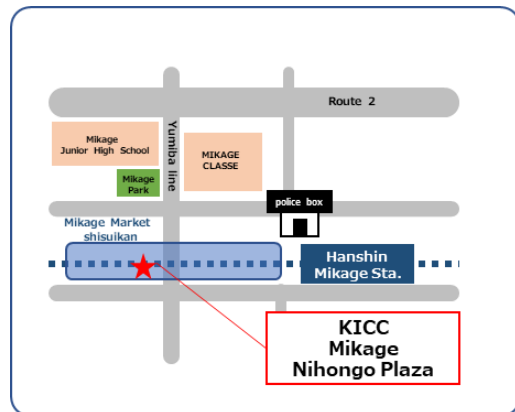 Route 2
Mikage
Junior High School
Yumiba line
MIKAGE
CLASSE
Mikage
Park
police box
Mikage Market
shisuikan
Hanshin
Mikage Sta.
KICC
Mikage
Nihongo Plaza